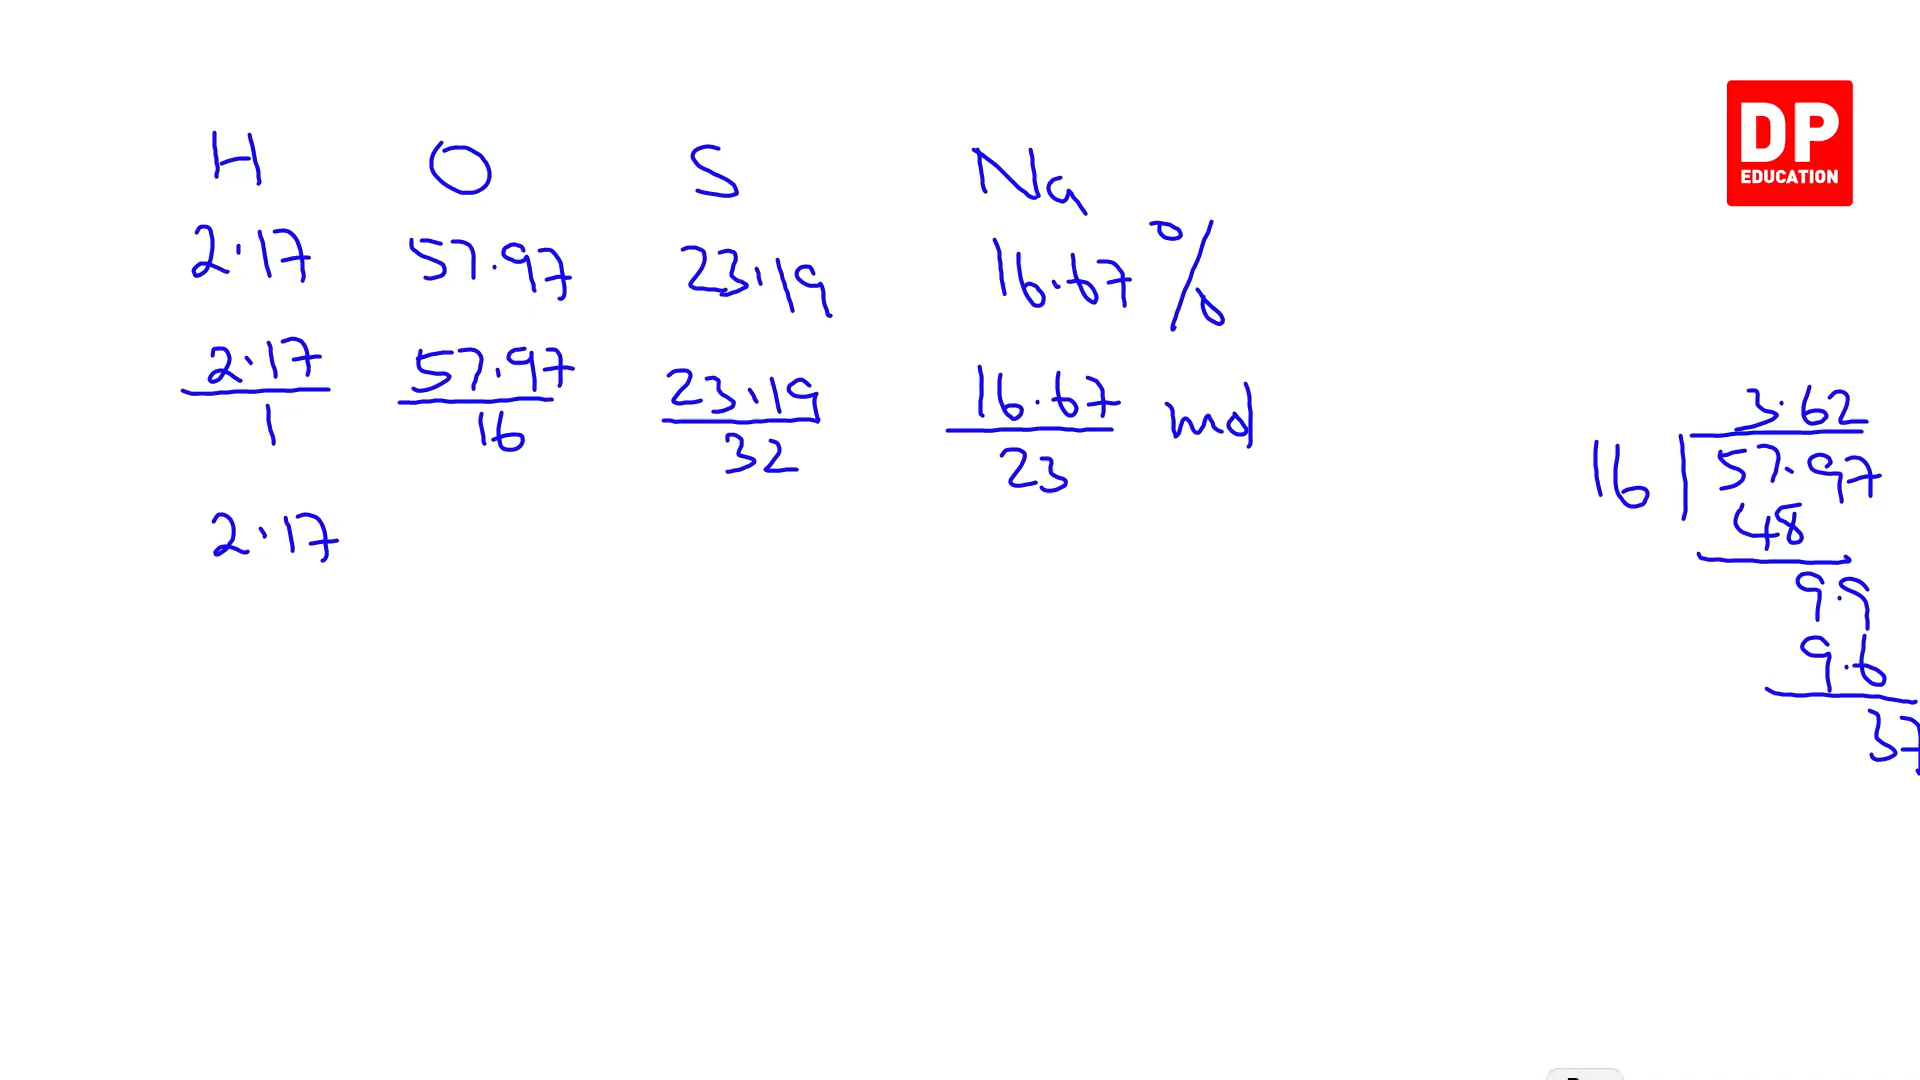 DP
EDUCATION
H O S Na
2.17 57.97 23.19 16.67 %
2.17/1 57.97/16 23.19/32 16.67/23 mol
2.17
3.62
16 57.97
48
9.9
9.6
37